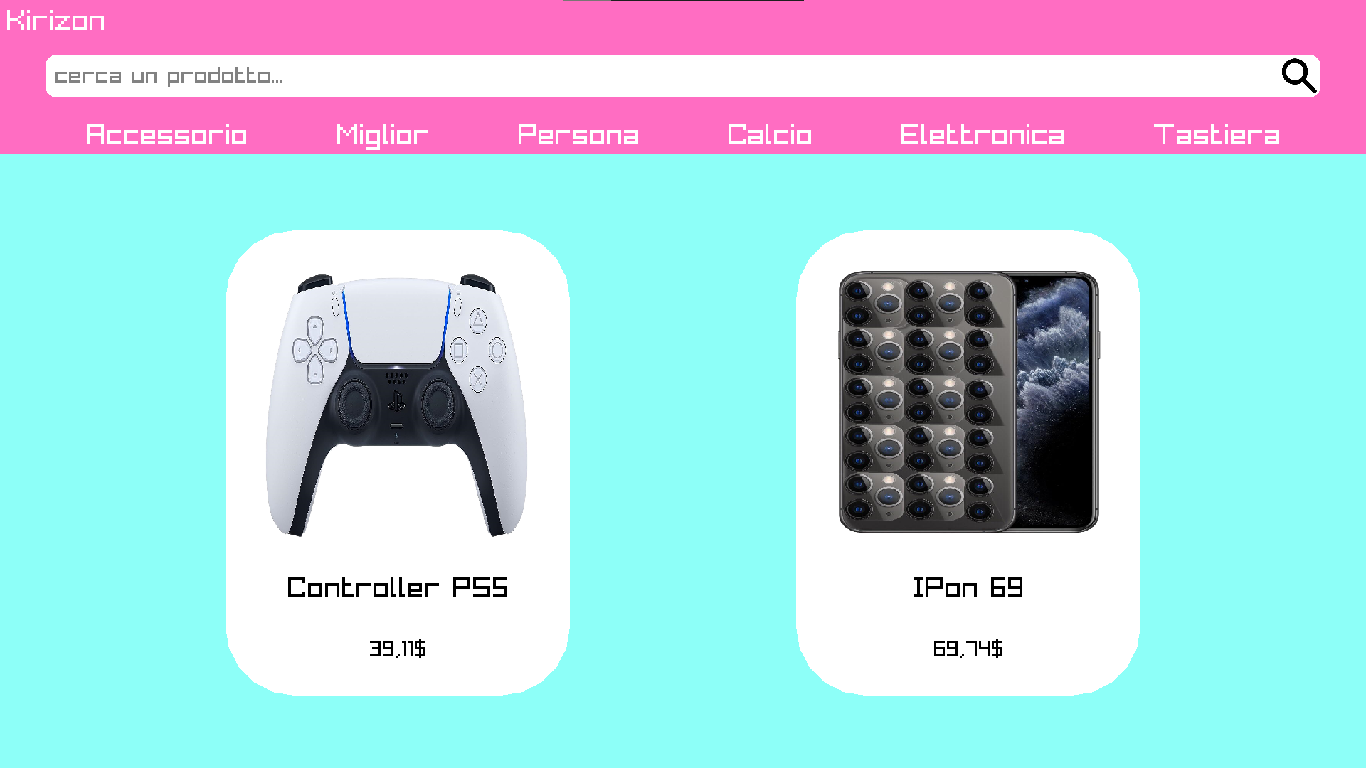 Kirizon
cerca un prodotto...
Accessorio Miglior Persona Calcio Elettronica Tastiera
Controller PS5 IPon 69
39,11$ 69,74$